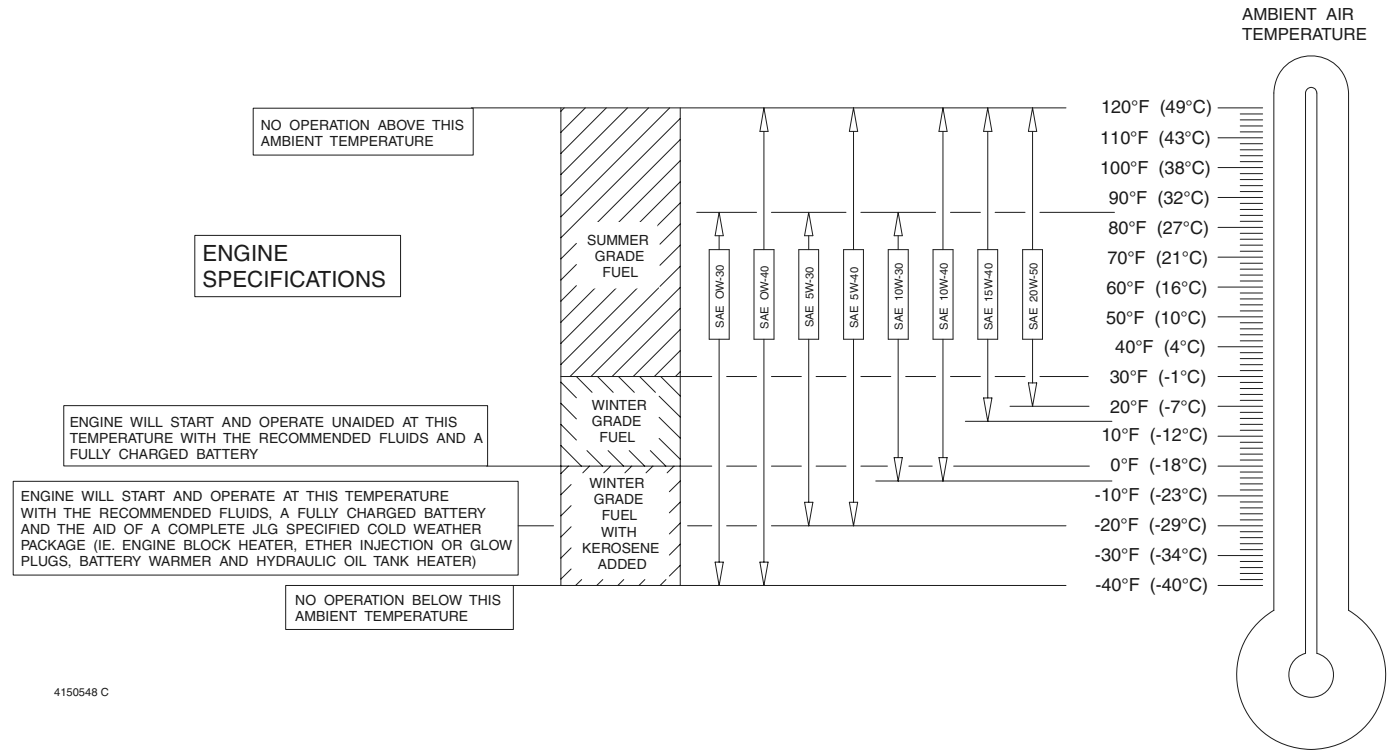 AMBIENT AIR
TEMPERATURE
120°F (49°C)
110°F (43°C)
100°F (38°C)
90°F (32°C)
80°F (27°C)
70°F (21°C)
60°F (16°C)
50°F (10°C)
40°F (4°C)
30°F (-1°C)
20°F (-7°C)
10°F (-12°C)
0°F (-18°C)
-10°F (-23°C)
-20°F (-29°C)
-30°F (-34°C)
-40°F (-40°C)
NO OPERATION ABOVE THIS
AMBIENT TEMPERATURE
ENGINE
SPECIFICATIONS
SUMMER
GRADE
FUEL
SAE OW-30
SAE OW-40
SAE 5W-30
SAE 5W-40
SAE 10W-30
SAE 10W-40
SAE 15W-40
SAE 20W-50
WINTER
GRADE
FUEL
ENGINE WILL START AND OPERATE UNAIDED AT THIS
TEMPERATURE WITH THE RECOMMENDED FLUIDS AND A
FULLY CHARGED BATTERY
WINTER
GRADE
FUEL
WITH
KEROSENE
ADDED
ENGINE WILL START AND OPERATE AT THIS TEMPERATURE
WITH THE RECOMMENDED FLUIDS, A FULLY CHARGED BATTERY
AND THE AID OF A COMPLETE JLG SPECIFIED COLD WEATHER
PACKAGE (IE. ENGINE BLOCK HEATER, ETHER INJECTION OR GLOW
PLUGS, BATTERY WARMER AND HYDRAULIC OIL TANK HEATER)
NO OPERATION BELOW THIS
AMBIENT TEMPERATURE
4150548 C